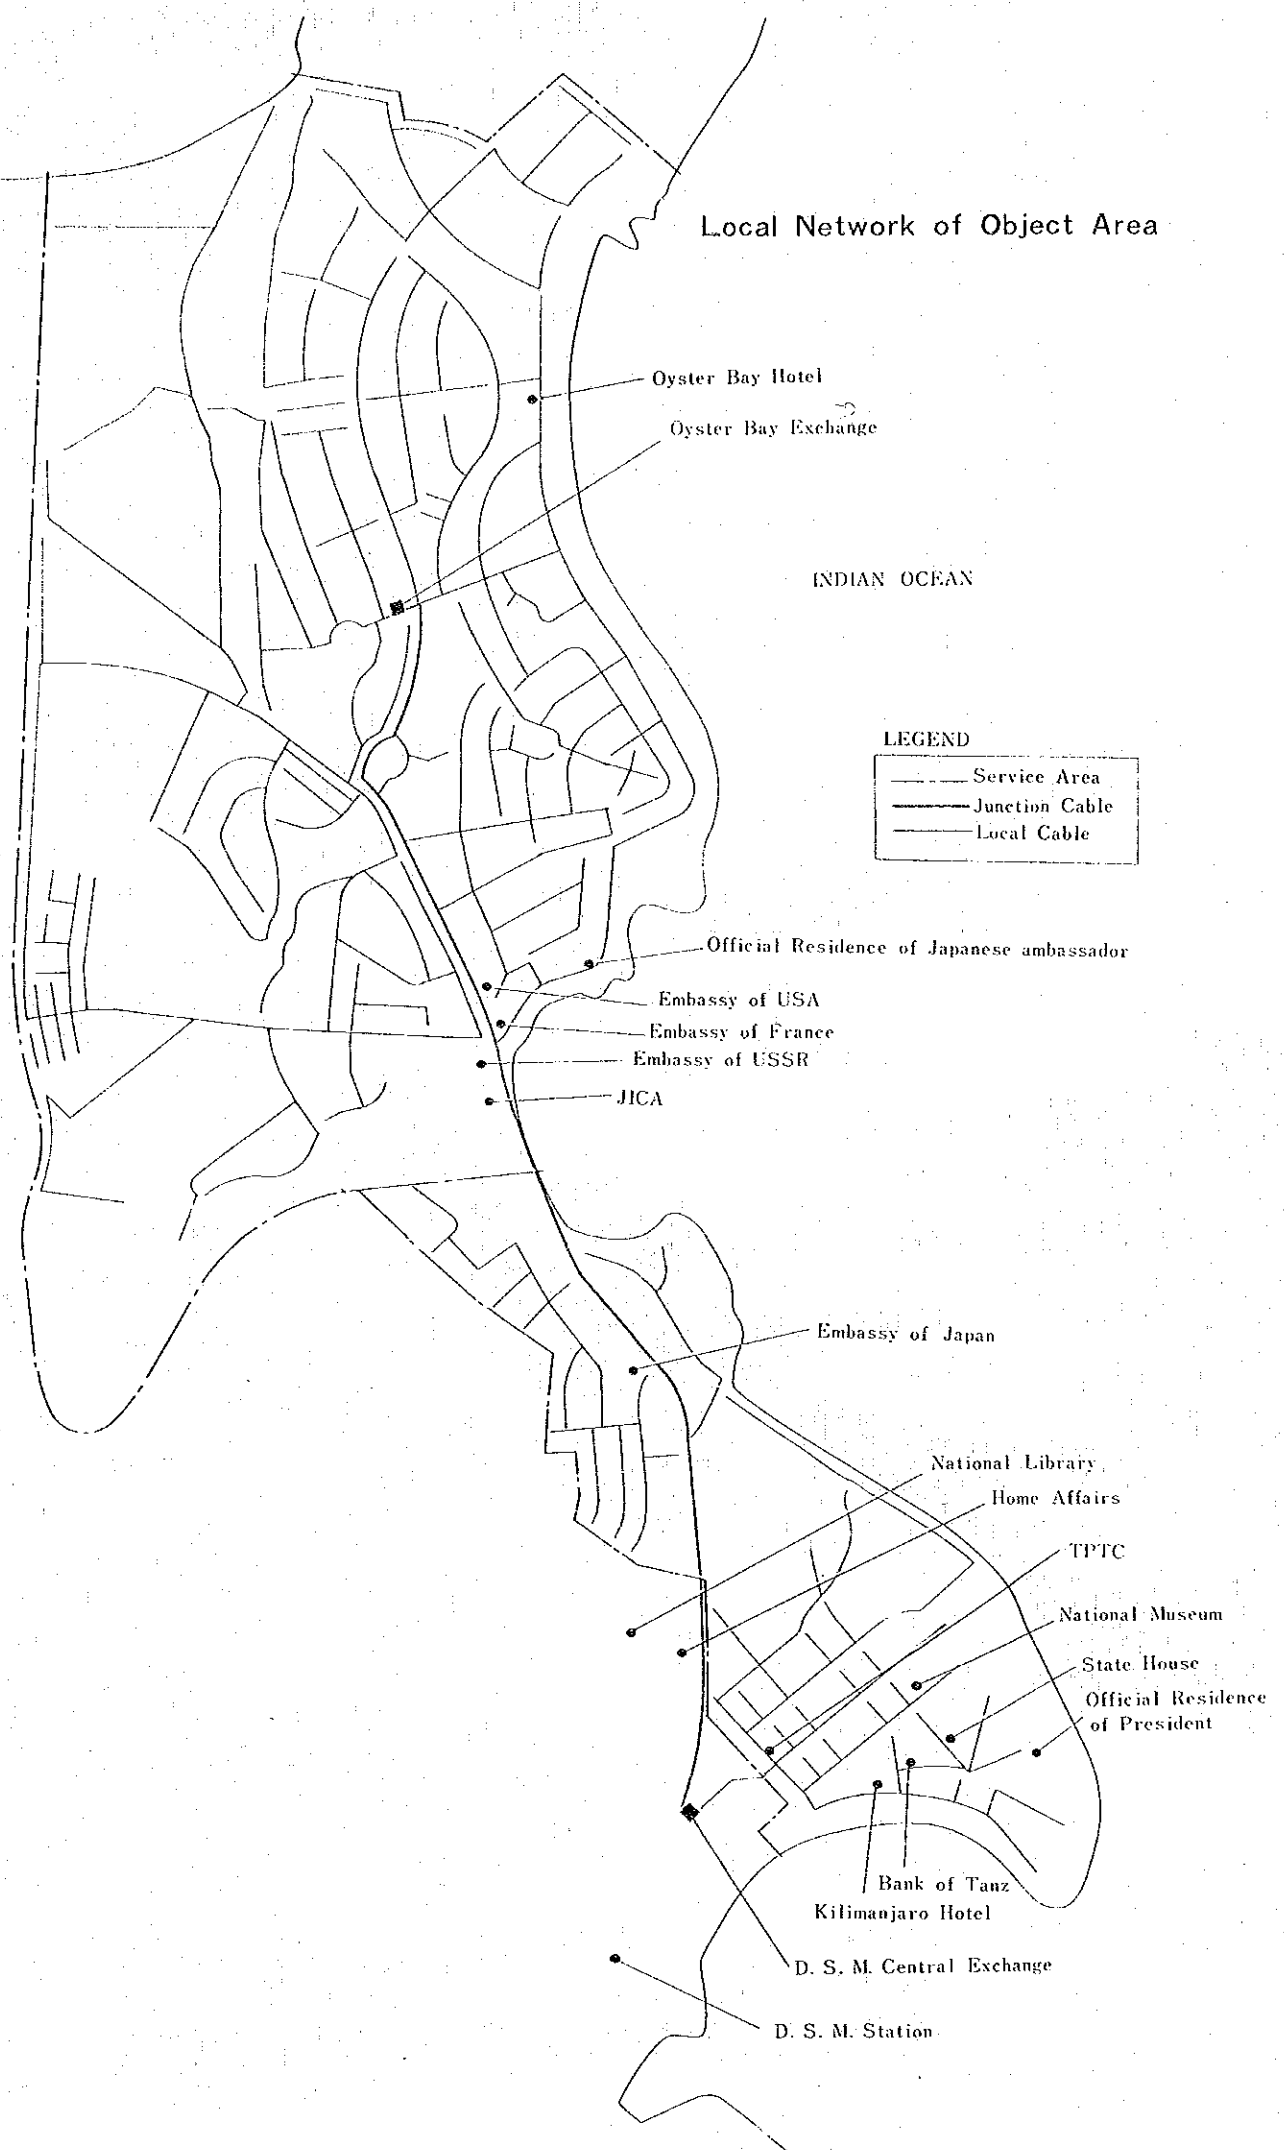 Local Network of Object Area
Oyster Bay Hotel
Oyster Bay Exchange
INDIAN OCEAN
LEGEND
Service Area
Junction Cable
Local Cable
Official Residence of Japanese ambassador
Embassy of USA
Embassy of France
Embassy of USSR
JICA
Embassy of Japan
National Library
Home Affairs
TPTC
National Museum
State House
Official Residence
of President
Bank of Tanz
Kilimanjaro Hotel
D. S. M. Central Exchange
D. S. M. Station